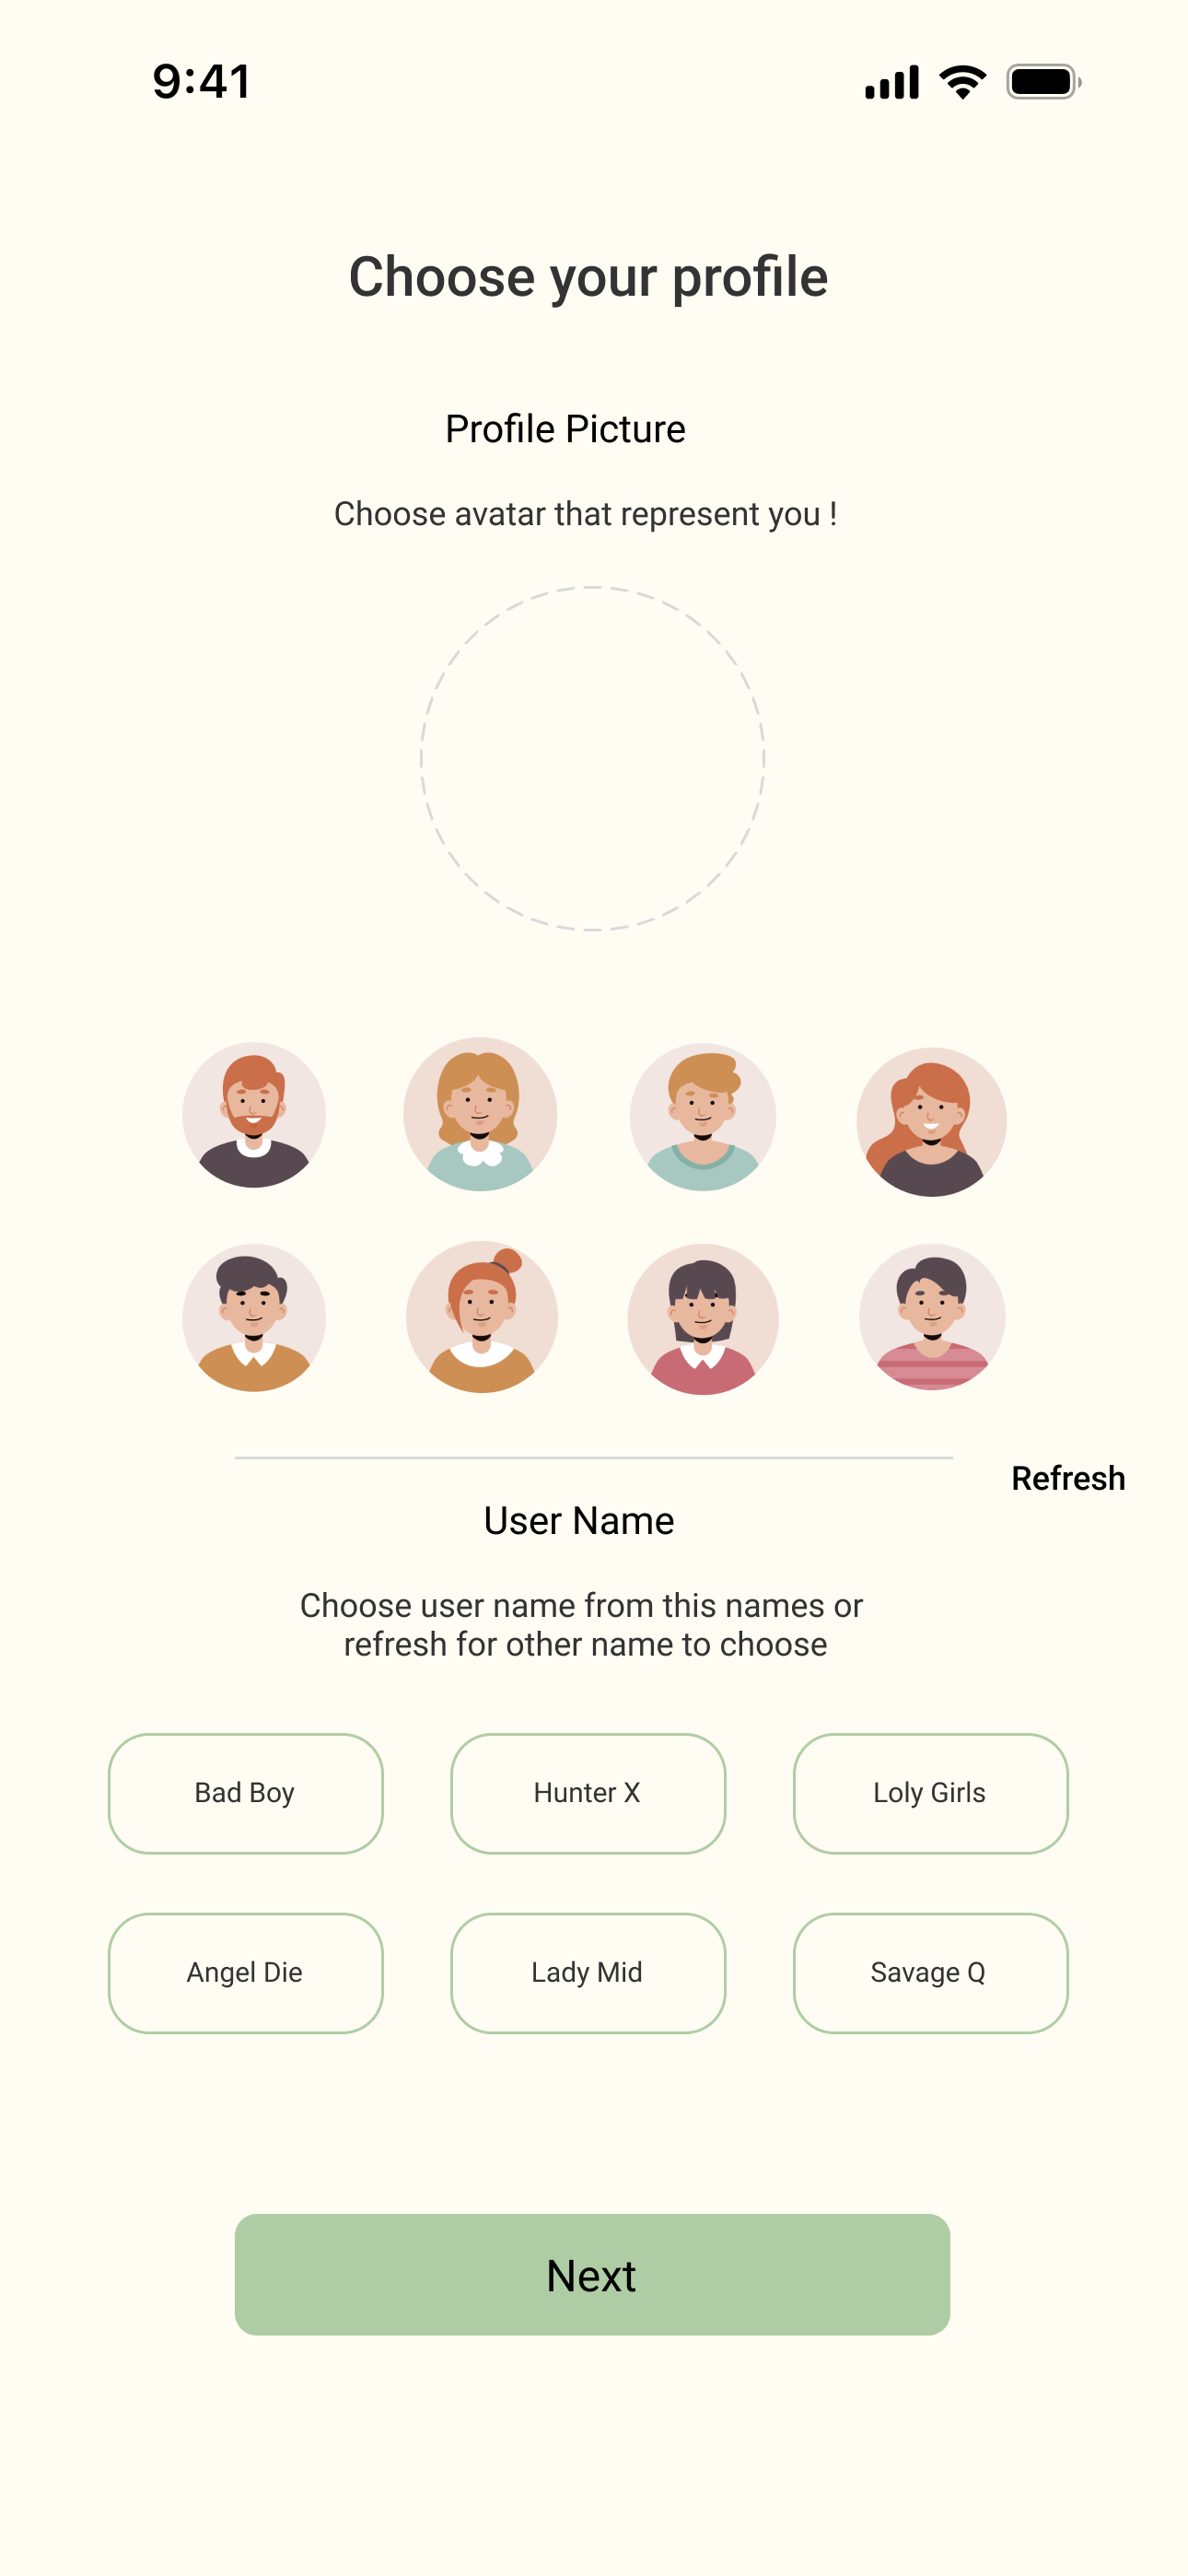 9:41
Choose your profile
Profile Picture
Choose avatar that represent you !
Refresh
User Name
Choose user name from this names or
refresh for other name to choose
Bad Boy
Hunter X
Loly Girls
Angel Die
Lady Mid
Savage Q
Next